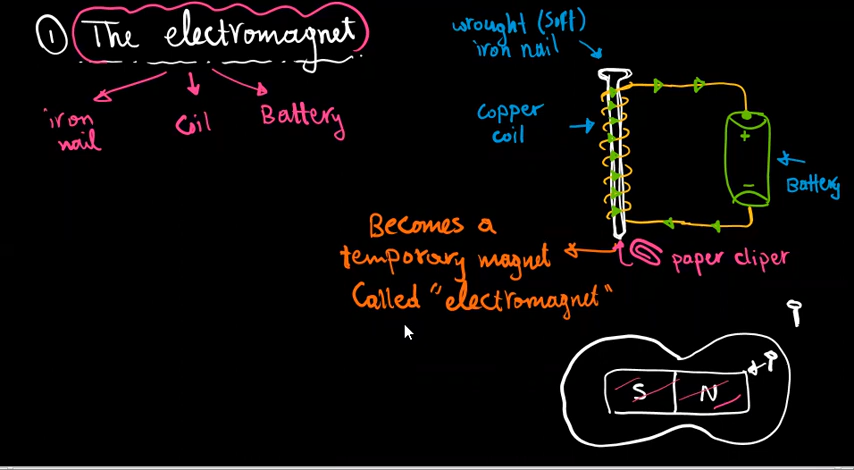 1 The electromagnet
iron
nail
Coil
Battery
wrought (soft)
iron nail
copper
coil
+
−
Battery
Becomes a
temporary magnet
Called "electromagnet"
paper cliper
S N